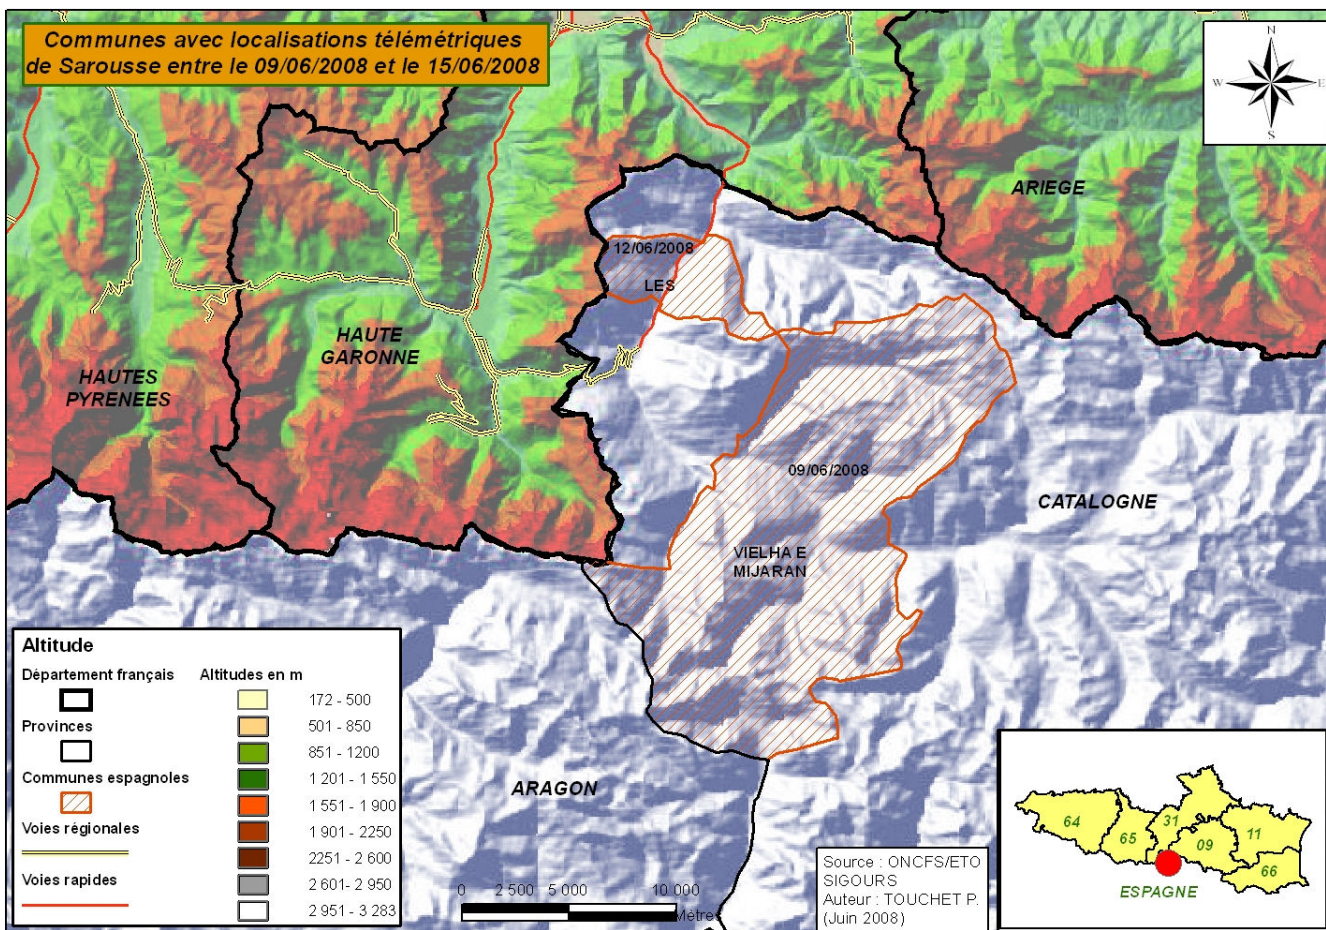 Communes avec localisations télémétriques
de Sarousse entre le 09/06/2008 et le 15/06/2008
N
W
E
S
ARIEGE
12/06/2008
LES
HAUTE
GARONNE
HAUTES
PYRENEES
09/06/2008
CATALOGNE
VIELHA E
MIJARAN
ARAGON
Altitude
Département français
Provinces
Communes espagnoles
Voies régionales
Voies rapides
Altitudes en m
172 - 500
501 - 850
851 - 1200
1 201 - 1 550
1 551 - 1 900
1 901 - 2250
2251 - 2 600
2 601 - 2 950
2 951 - 3 283
0 2 500 5 000 10 000
Mètres
Source : ONCFS/ETO
SIGOURS
Auteur : TOUCHET P.
(Juin 2008)
64
65
31
09
11
66
ESPAGNE